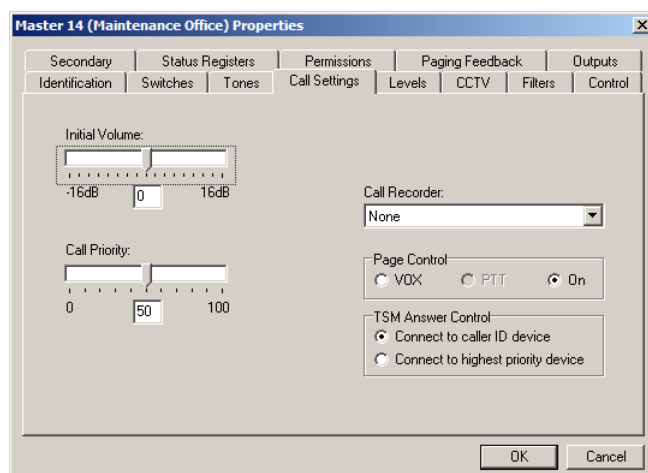 Master 14 (Maintenance Office) Properties
Secondary Status Registers Permissions Paging Feedback Outputs
Identification Switches Tones Call Settings Levels CCTV Filters Control
Initial Volume:
-16dB 0 16dB
Call Priority:
0 50 100
Call Recorder:
None
Page Control
VOX PTT On
TSM Answer Control
Connect to caller ID device
Connect to highest priority device
OK Cancel